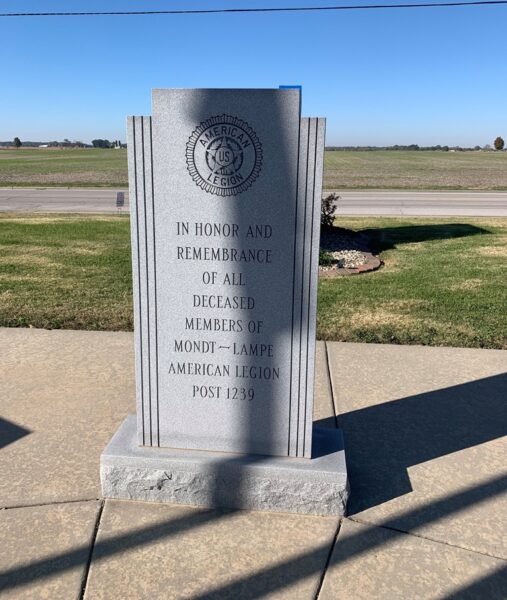 AMERICAN
US
LEGION
IN HONOR AND
REMEMBRANCE
OF ALL
DECEASED
MEMBERS OF
MONDT~LAMPE
AMERICAN LEGION
POST 1239